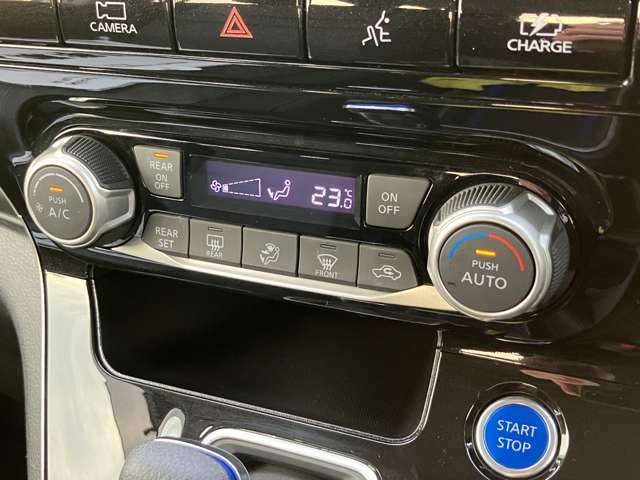 CAMERA
CHARGE
REAR
ON
OFF
PUSH
A/C
23.0
°C
ON
OFF
REAR
SET
REAR
FRONT
PUSH
AUTO
START
STOP